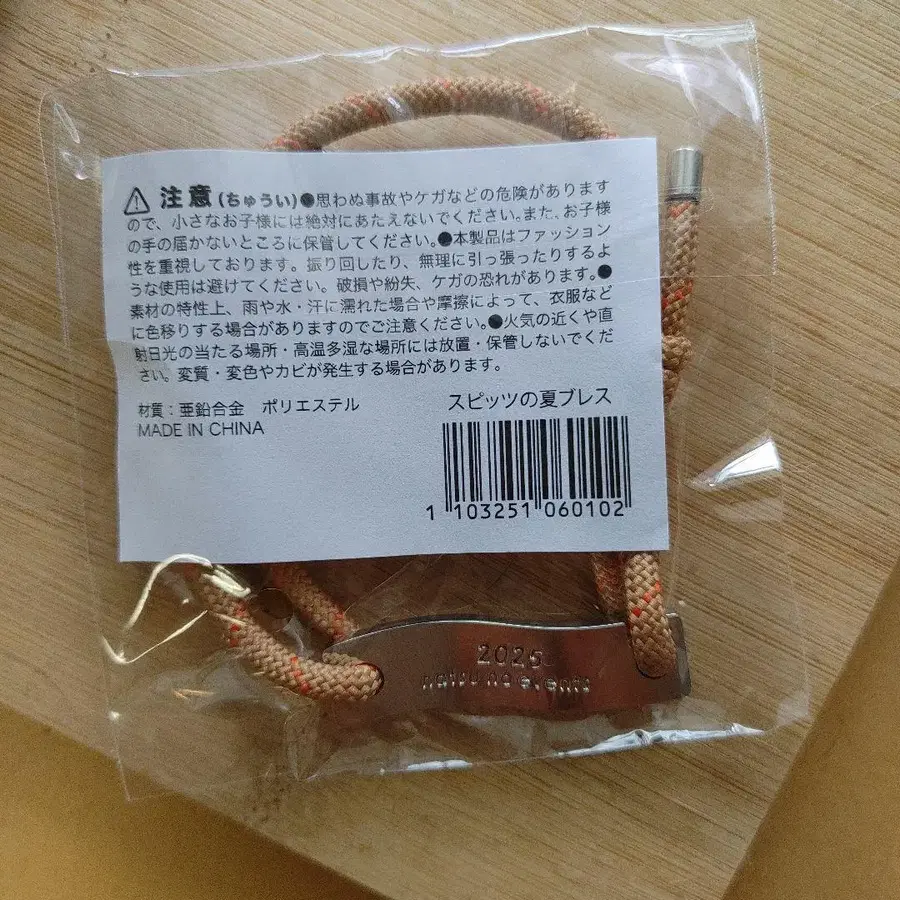 注意(ちゅうい)●思わぬ事故やケガなどの危険があります
ので、小さなお子様には絶対にあたえないでください。また、お子様
の手の届かないところに保管してください。●本製品はファッション
性を重視しております。振り回したり、無理に引っ張ったりするよ
うな使用は避けてください。破損や紛失、ケガの恐れがあります。●
素材の特性上、雨や水・汗に濡れた場合や摩擦によって、衣服など
に色移りする場合がありますのでご注意ください。●火気の近くや直
射日光の当たる場所・高温多湿な場所には放置・保管しないでくだ
さい。変質・変色やカビが発生する場合があります。
材質:亜鉛合金 ポリエステル
MADE IN CHINA
スピッツの夏ブレス
1 103251 060102
2025
natsu no event